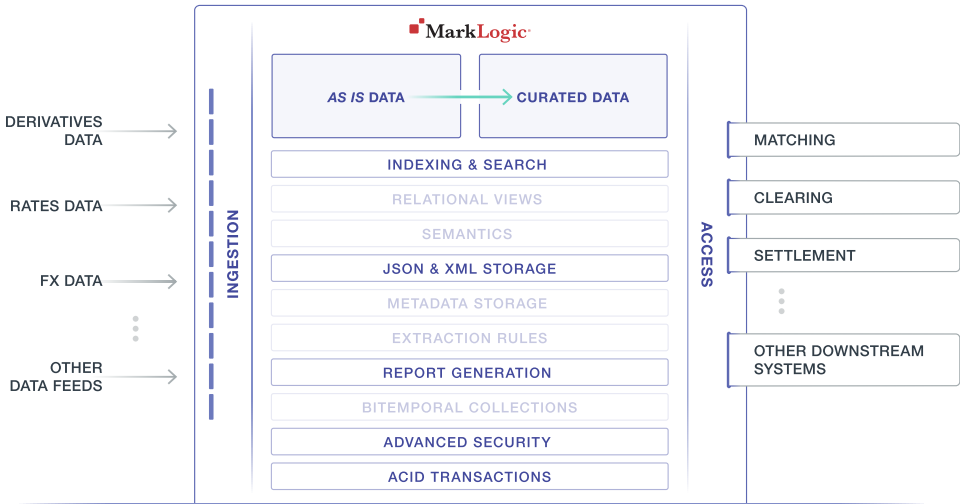 MarkLogic
AS IS DATA
CURATED DATA
DERIVATIVES
DATA
RATES DATA
FX DATA
OTHER
DATA FEEDS
INGESTION
INDEXING & SEARCH
RELATIONAL VIEWS
SEMANTICS
JSON & XML STORAGE
METADATA STORAGE
EXTRACTION RULES
REPORT GENERATION
BITEMPORAL COLLECTIONS
ADVANCED SECURITY
ACID TRANSACTIONS
ACCESS
MATCHING
CLEARING
SETTLEMENT
OTHER DOWNSTREAM
SYSTEMS